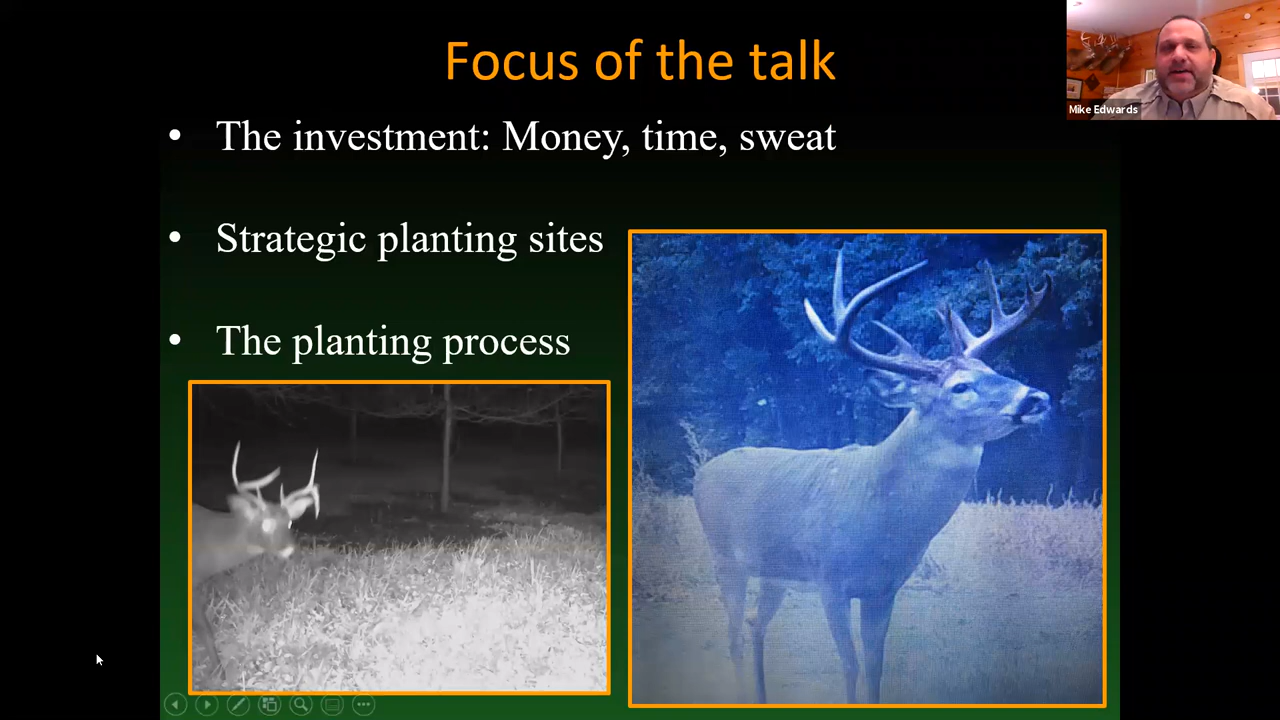 Focus of the talk
Mike Edwards
• The investment: Money, time, sweat
• Strategic planting sites
• The planting process